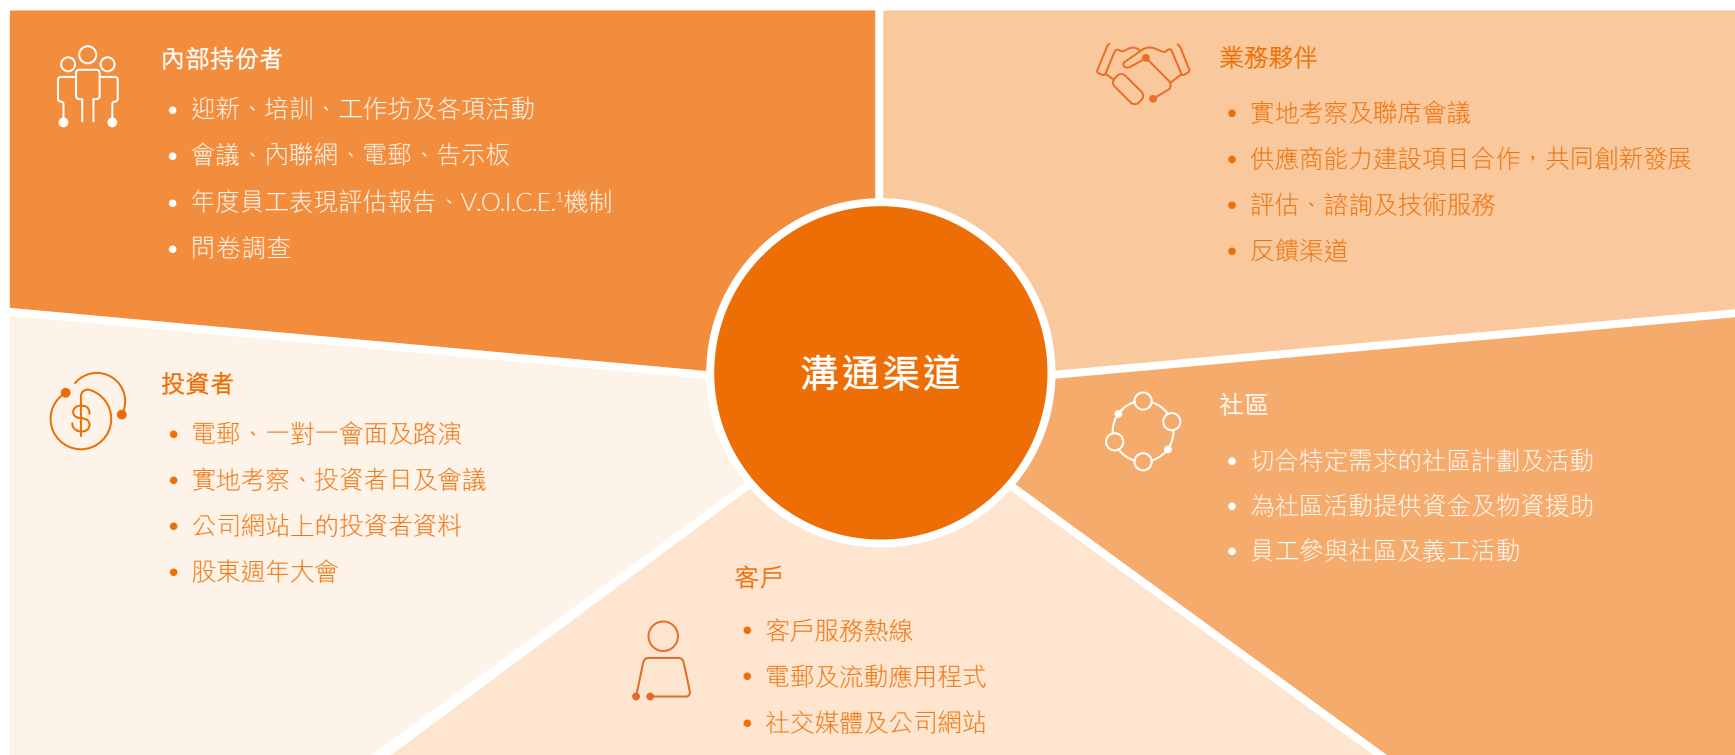 內部持份者
• 迎新、培訓、工作坊及各項活動
• 會議、內聯網、電郵、告示板
• 年度員工表現評估報告、V.O.I.C.E.¹機制
• 問卷調查
業務夥伴
• 實地考察及聯席會議
• 供應商能力建設項目合作，共同創新發展
• 評估、諮詢及技術服務
• 反饋渠道
溝通渠道
投資者
• 電郵、一對一會面及路演
• 實地考察、投資者日及會議
• 公司網站上的投資者資料
• 股東週年大會
社區
• 切合特定需求的社區計劃及活動
• 為社區活動提供資金及物資援助
• 員工參與社區及義工活動
客戶
• 客戶服務熱線
• 電郵及流動應用程式
• 社交媒體及公司網站